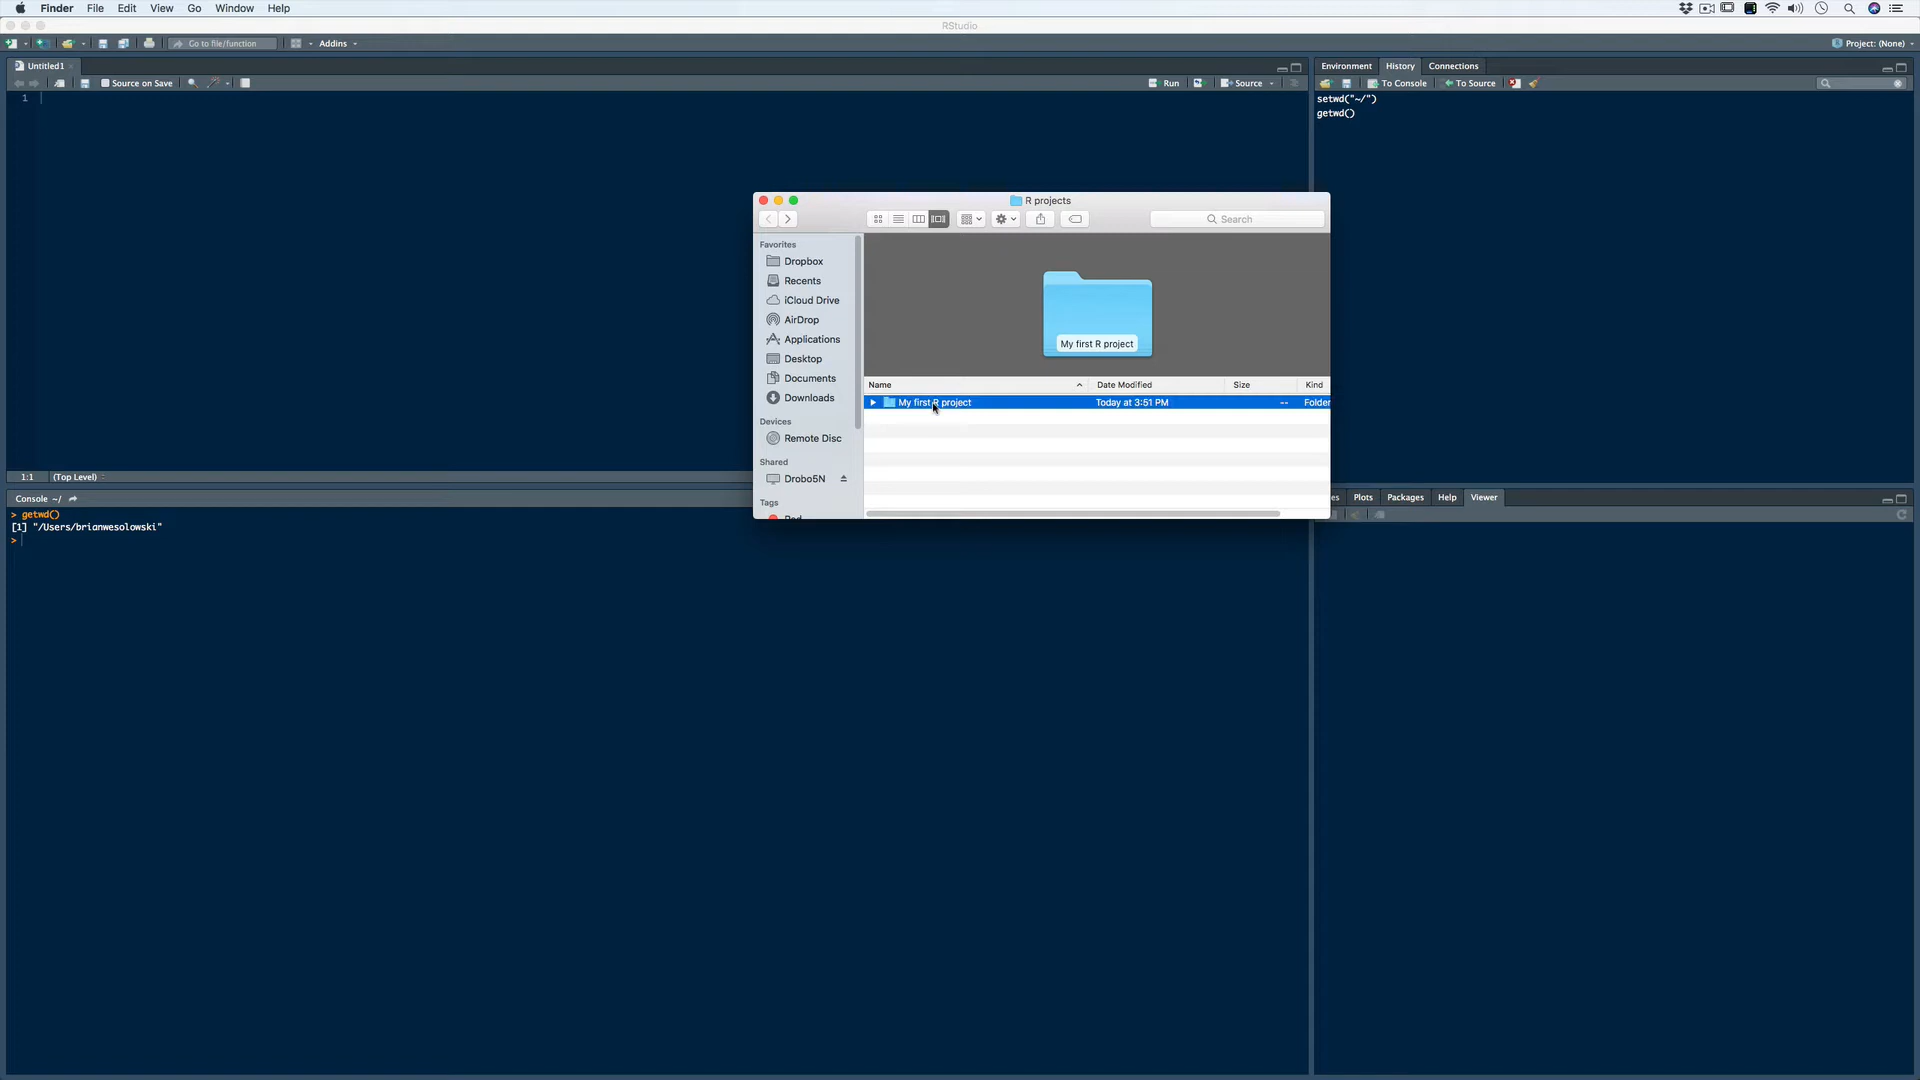 Finder File Edit View Go Window Help
RStudio
Go to file/function Addins Project: (None)
Untitled1
Source on Save Run Source
1
1:1 (Top Level)
Console ~/
> getwd()
[1] "/Users/brianwesolowski"
>
Environment History Connections
To Console To Source
setwd("~/")
getwd()
Plots Packages Help Viewer
R projects
Search
Favorites
Dropbox
Recents
iCloud Drive
AirDrop
Applications
Desktop
Documents
Downloads
Devices
Remote Disc
Shared
Drobo5N
Tags
My first R project
Name Date Modified Size Kind
My first R project Today at 3:51 PM -- Folder